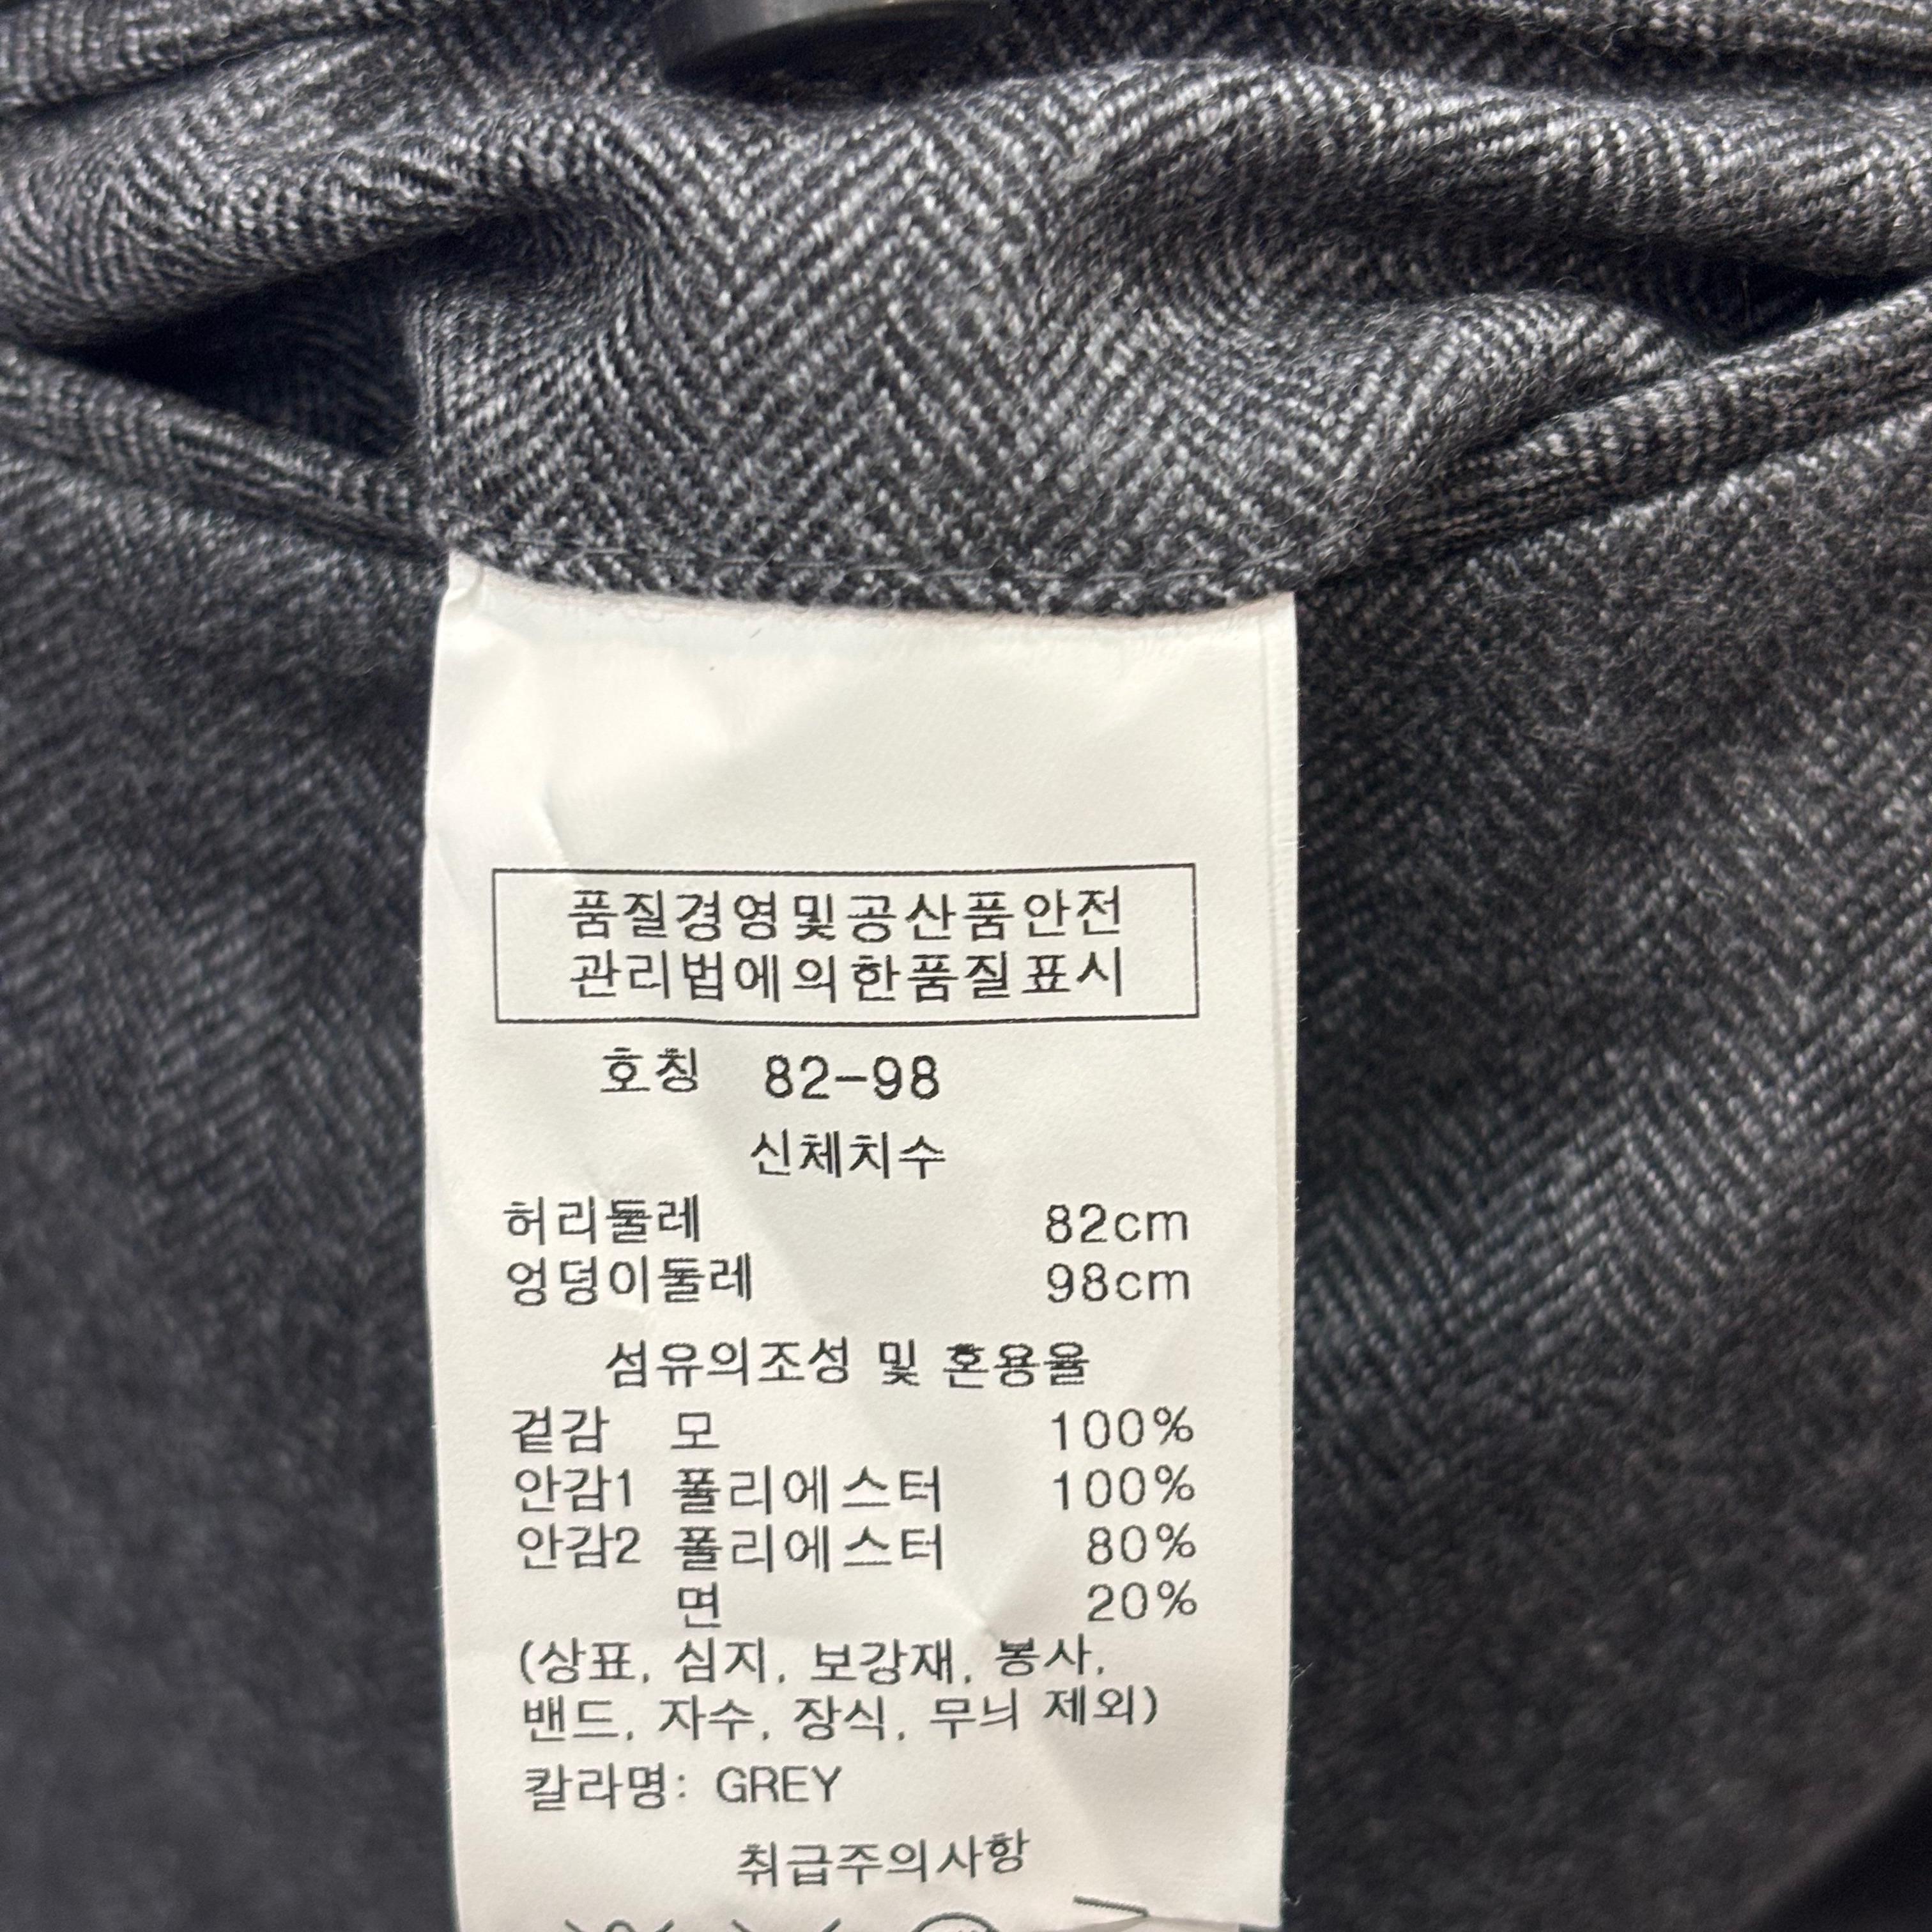 품질경영및공산품안전
관리법에의한품질표시
호칭 82-98
신체치수
허리둘레 82cm
엉덩이둘레 98cm
섬유의조성 및 혼용율
겉감 모 100%
안감1 폴리에스터 100%
안감2 폴리에스터 80%
면 20%
(상표, 심지, 보강재, 봉사,
밴드, 자수, 장식, 무늬 제외)
칼라명: GREY
취급주의사항